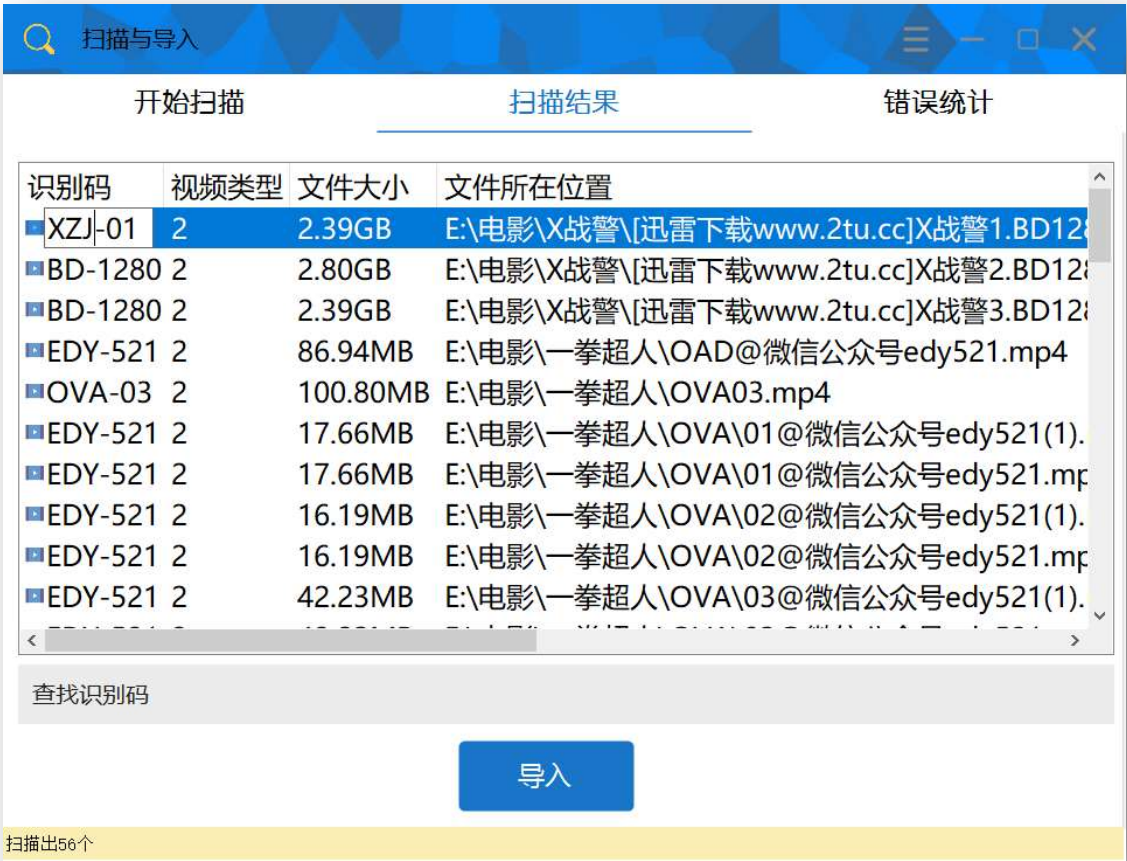 扫描与导入
开始扫描 扫描结果 错误统计
识别码 视频类型 文件大小 文件所在位置
XZJ-01 2 2.39GB E:\电影\X战警\[迅雷下载www.2tu.cc]X战警1.BD128
BD-1280 2 2.80GB E:\电影\X战警\[迅雷下载www.2tu.cc]X战警2.BD128
BD-1280 2 2.39GB E:\电影\X战警\[迅雷下载www.2tu.cc]X战警3.BD128
EDY-521 2 86.94MB E:\电影\一拳超人\OAD@微信公众号edy521.mp4
OVA-03 2 100.80MB E:\电影\一拳超人\OVA03.mp4
EDY-521 2 17.66MB E:\电影\一拳超人\OVA\01@微信公众号edy521(1).
EDY-521 2 17.66MB E:\电影\一拳超人\OVA\01@微信公众号edy521.mp
EDY-521 2 16.19MB E:\电影\一拳超人\OVA\02@微信公众号edy521(1).
EDY-521 2 16.19MB E:\电影\一拳超人\OVA\02@微信公众号edy521.mp
EDY-521 2 42.23MB E:\电影\一拳超人\OVA\03@微信公众号edy521(1).
查找识别码
导入
扫描出56个